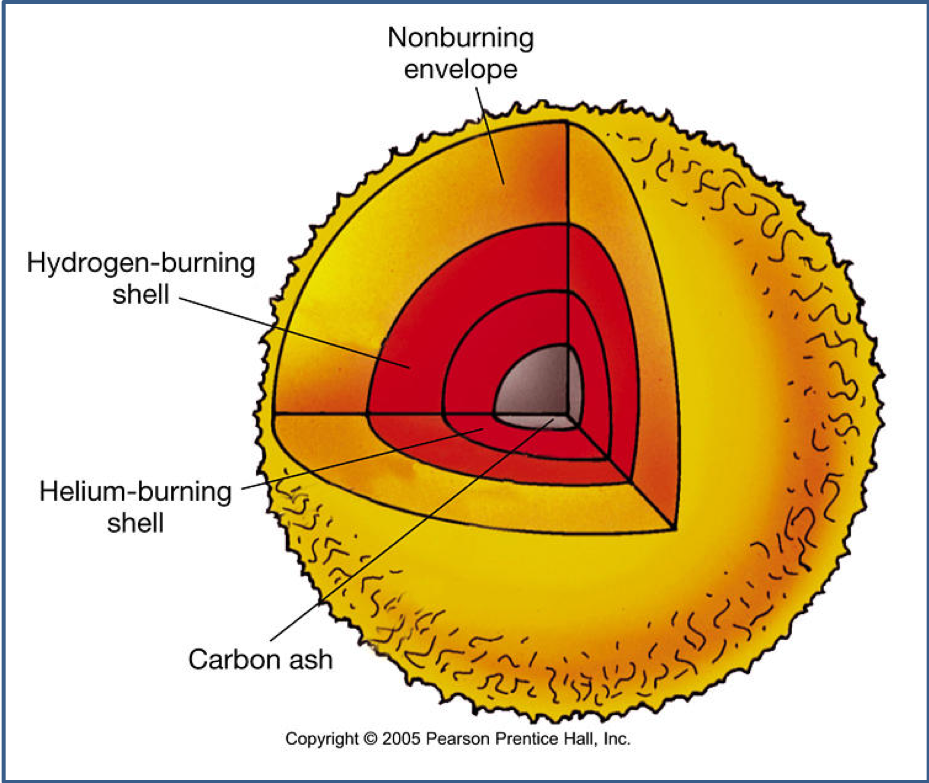 Nonburning
envelope
Hydrogen-burning
shell
Helium-burning
shell
Carbon ash
Copyright © 2005 Pearson Prentice Hall, Inc.